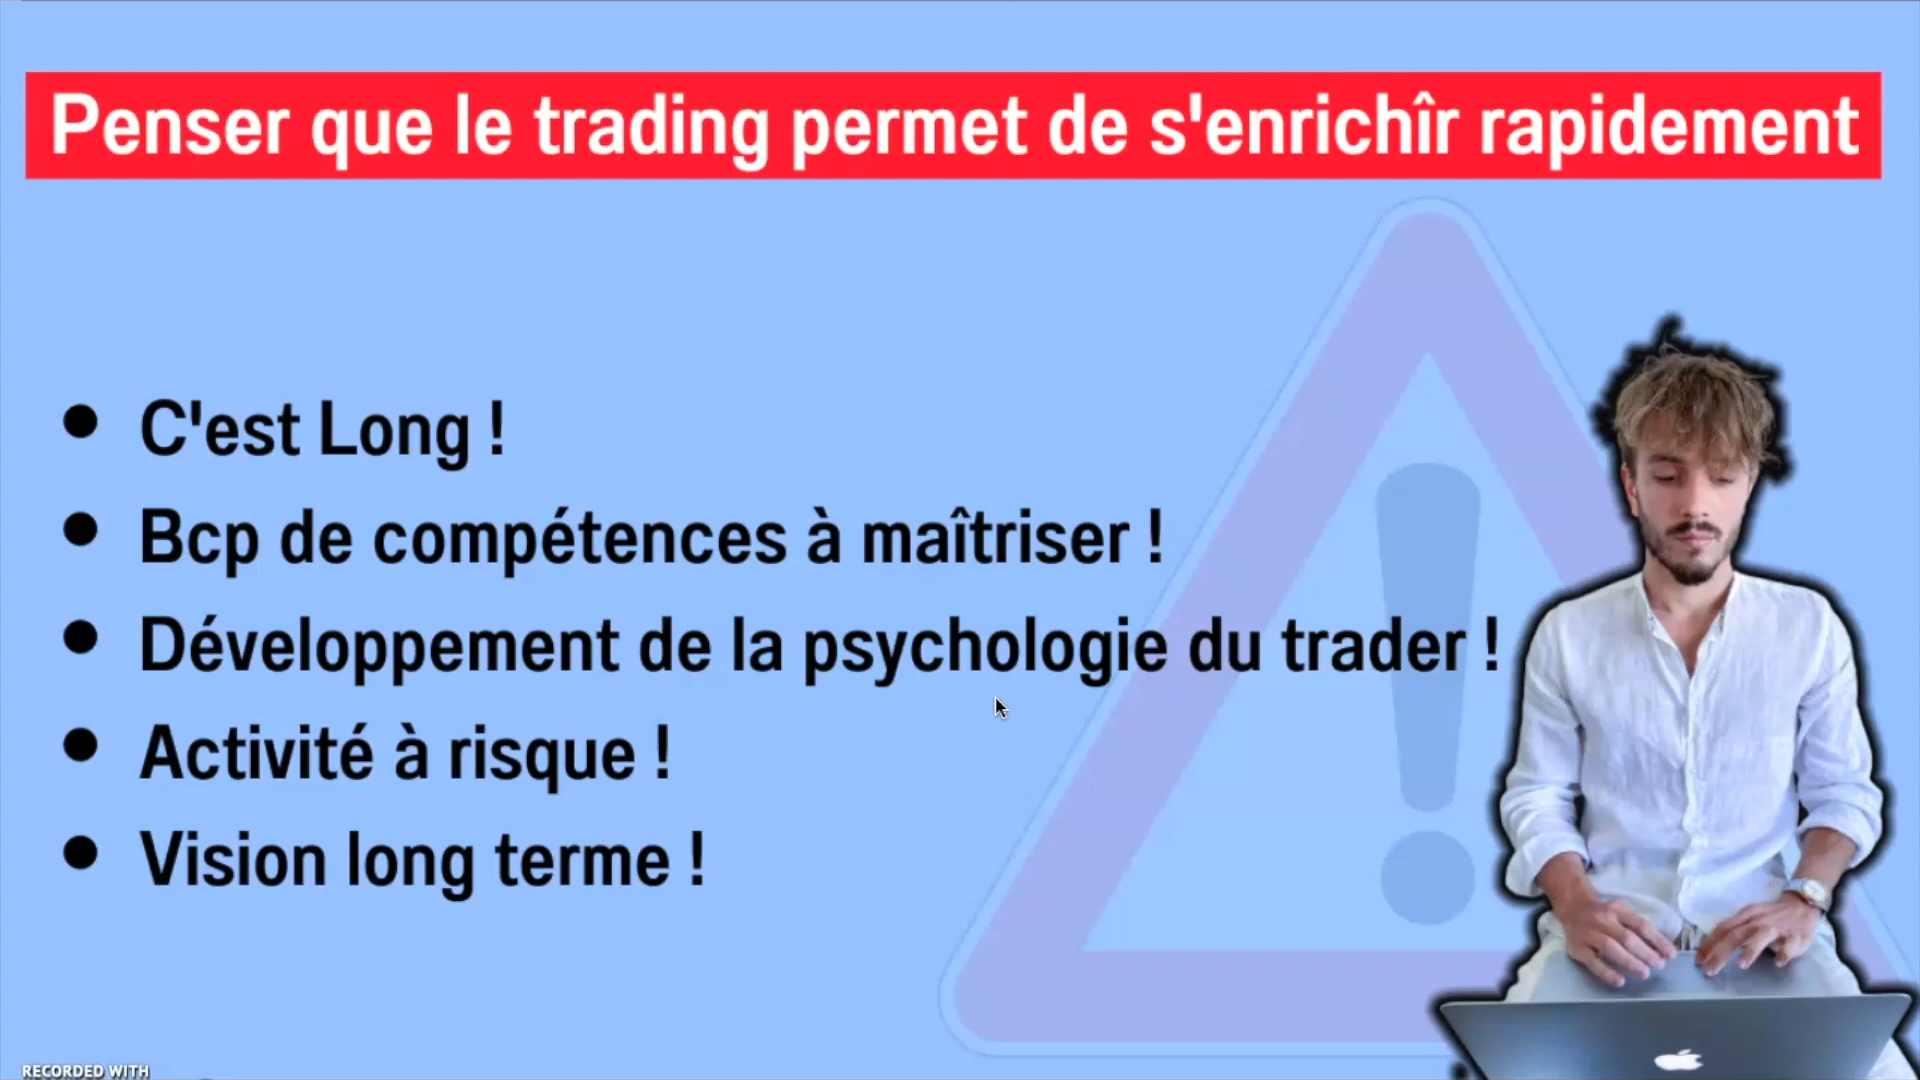 Penser que le trading permet de s'enrichîr rapidement
• C'est Long !
• Bcp de compétences à maîtriser !
• Développement de la psychologie du trader !
• Activité à risque !
• Vision long terme !
RECORDED WITH